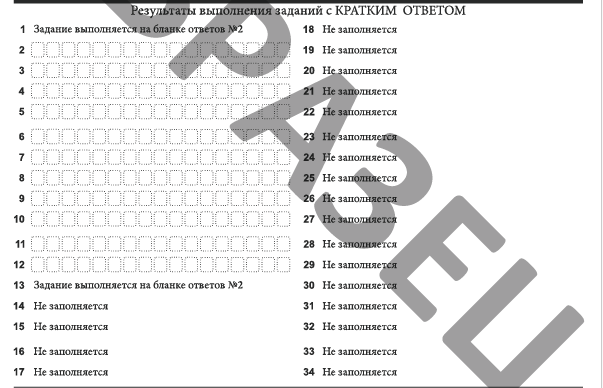 Результаты выполнения заданий с КРАТКИМ ОТВЕТОМ
1 Задание выполняется на бланке ответов №2
2
3
4
5
6
7
8
9
10
11
12
13 Задание выполняется на бланке ответов №2
14 Не заполняется
15 Не заполняется
16 Не заполняется
17 Не заполняется
18 Не заполняется
19 Не заполняется
20 Не заполняется
21 Не заполняется
22 Не заполняется
23 Не заполняется
24 Не заполняется
25 Не заполняется
26 Не заполняется
27 Не заполняется
28 Не заполняется
29 Не заполняется
30 Не заполняется
31 Не заполняется
32 Не заполняется
33 Не заполняется
34 Не заполняется